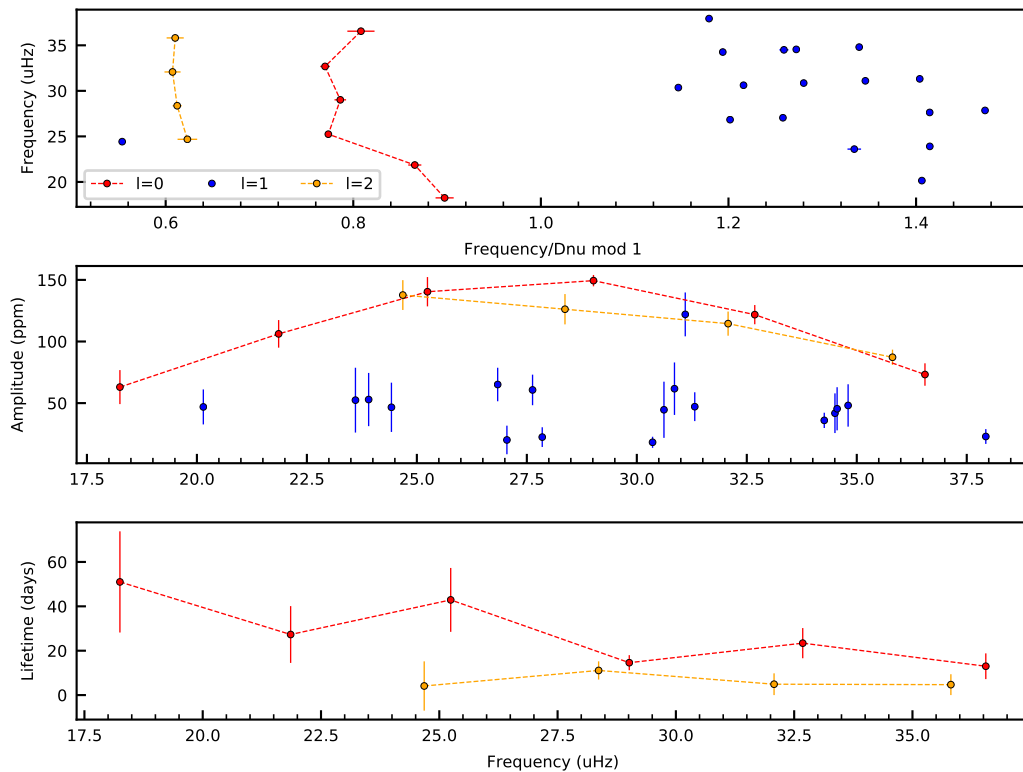 Frequency (uHz)
35
30
25
20
l=0 l=1 l=2
0.6 0.8 1.0 1.2 1.4
Frequency/Dnu mod 1
Amplitude (ppm)
150
100
50
17.5 20.0 22.5 25.0 27.5 30.0 32.5 35.0 37.5
Lifetime (days)
60
40
20
0
17.5 20.0 22.5 25.0 27.5 30.0 32.5 35.0
Frequency (uHz)